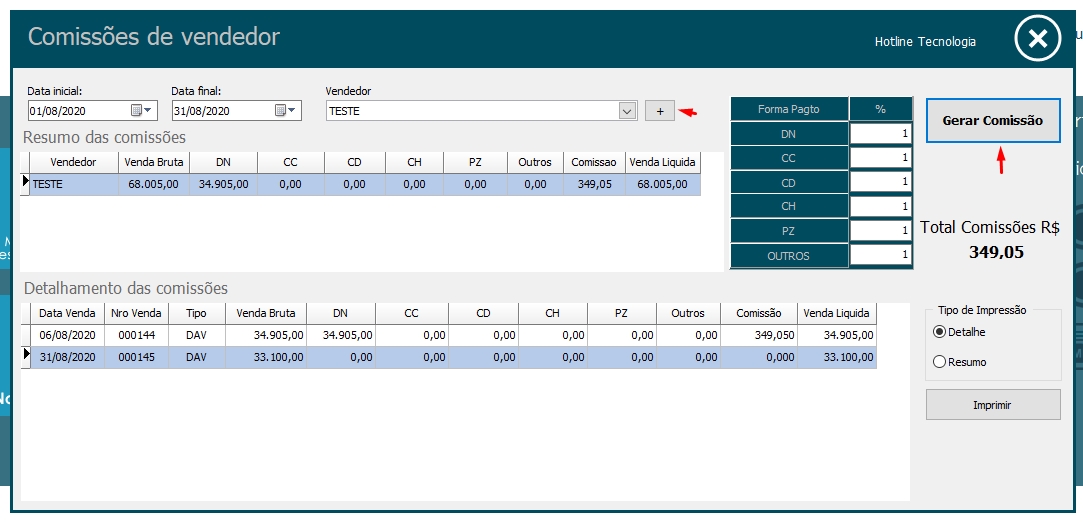 Comissões de vendedor
Hotline Tecnologia
Data inicial: Data final: Vendedor
01/08/2020 31/08/2020 TESTE +
Resumo das comissões
Vendedor Venda Bruta DN CC CD CH PZ Outros Comissao Venda Liquida
TESTE 68.005,00 34.905,00 0,00 0,00 0,00 0,00 0,00 349,05 68.005,00
Forma Pagto %
DN 1
CC 1
CD 1
CH 1
PZ 1
OUTROS 1
Gerar Comissão
Total Comissões R$
349,05
Detalhamento das comissões
Data Venda Nro Venda Tipo Venda Bruta DN CC CD CH PZ Outros Comissão Venda Liquida
06/08/2020 000144 DAV 34.905,00 34.905,00 0,00 0,00 0,00 0,00 0,00 349,050 34.905,00
31/08/2020 000145 DAV 33.100,00 0,00 0,00 0,00 0,00 0,00 0,00 0,000 33.100,00
Tipo de Impressão
Detalhe
Resumo
Imprimir